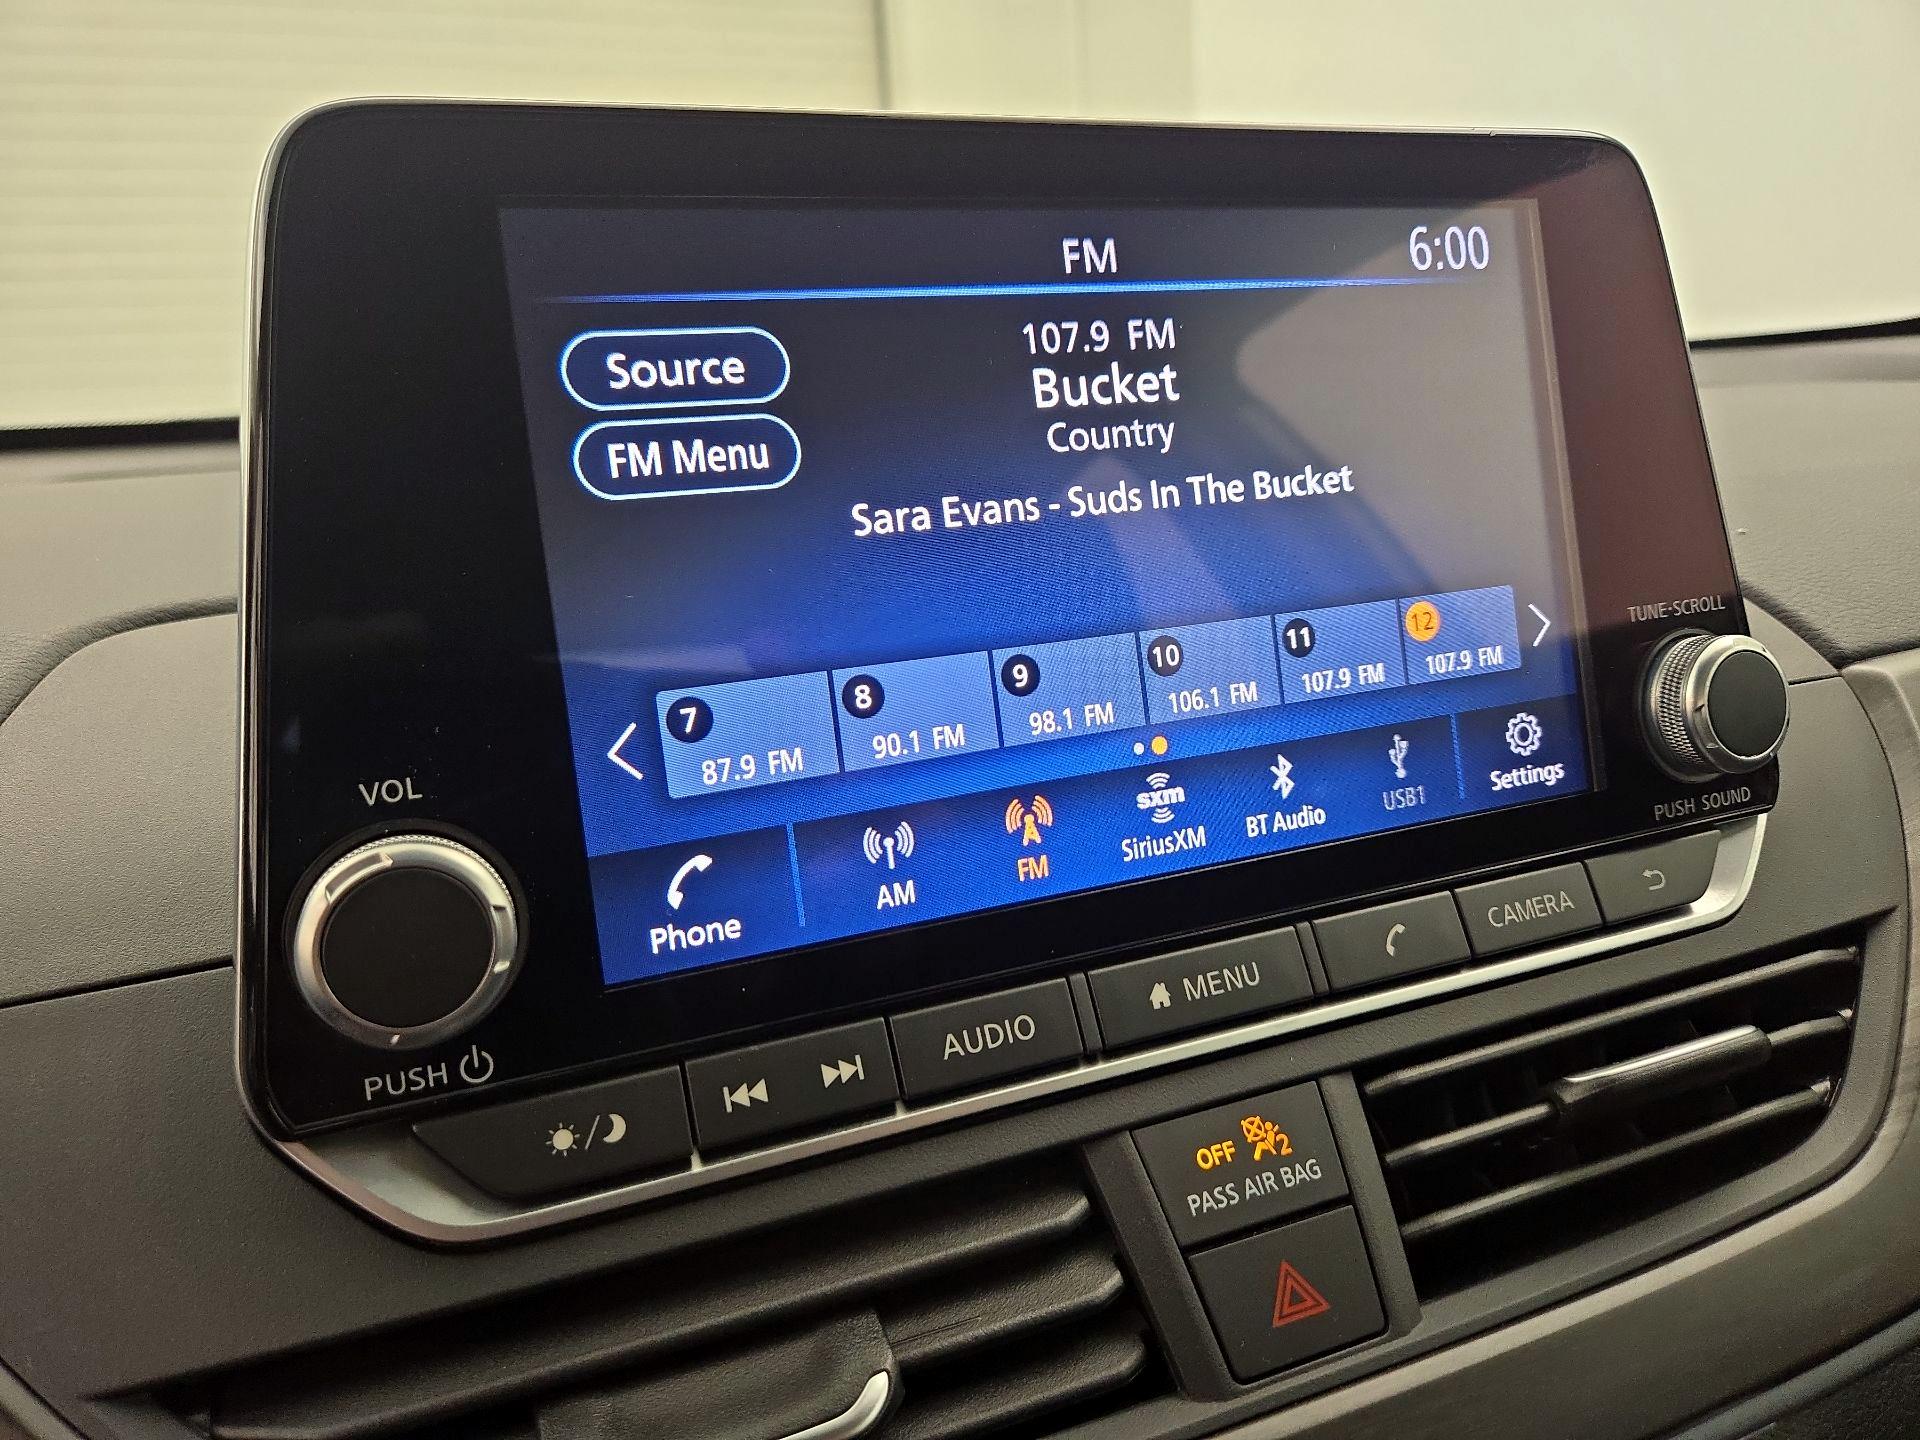 FM
6:00
Source
FM Menu
107.9 FM
Bucket
Country
Sara Evans - Suds In The Bucket
7
87.9 FM
8
90.1 FM
9
98.1 FM
10
106.1 FM
11
107.9 FM
12
107.9 FM
Phone
AM
FM
sxm
SiriusXM
BT Audio
USB1
Settings
VOL
PUSH
TUNE·SCROLL
PUSH SOUND
AUDIO
MENU
CAMERA
OFF
2
PASS AIR BAG